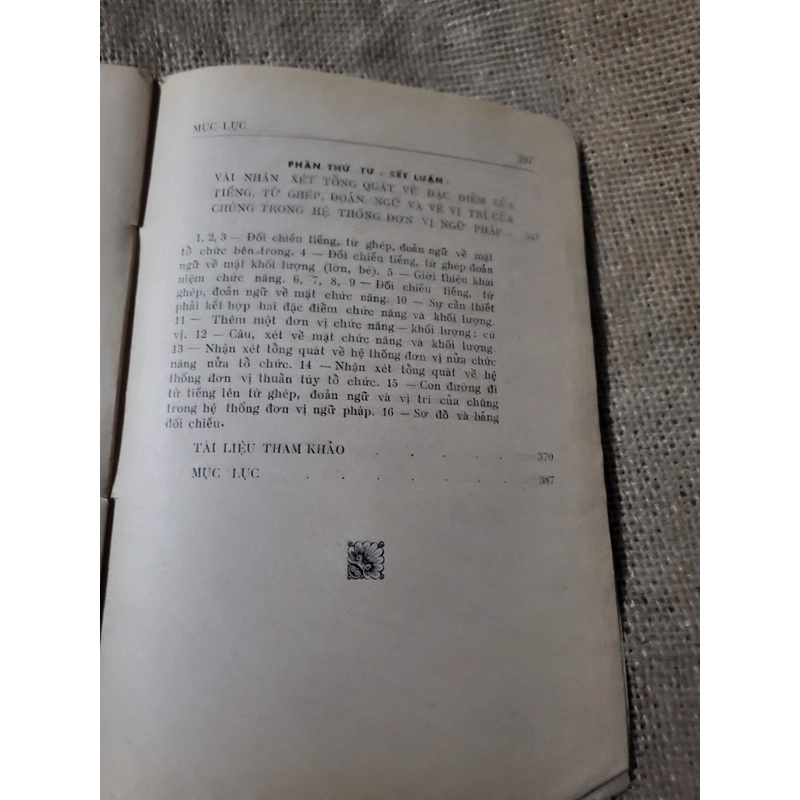 MỤC LỤC
391
PHẦN THỨ TƯ : KẾT LUẬN.
VÀI NHẬN XÉT TỔNG QUÁT VỀ ĐẶC ĐIỂM CỦA
TIẾNG, TỪ GHÉP, ĐOẢN NGỮ VÀ VỀ VỊ TRÍ CỦA
CHÚNG TRONG HỆ THỐNG ĐƠN VỊ NGỮ PHÁP — 347
1, 2, 3 — Đối chiếu tiếng, từ ghép, đoản ngữ về mặt
tổ chức bên trong. 4 — Đối chiếu tiếng, từ ghép đoản
ngữ về mặt khối lượng (lớn, bé). 5 — Giới thiệu khái
niệm chức năng. 6, 7, 8, 9 — Đối chiếu tiếng, từ
ghép, đoản ngữ về mặt chức năng. 10 — Sự cần thiết
phải kết hợp hai đặc điểm chức năng và khối lượng.
11 — Thêm một đơn vị chức năng — khối lượng: cú
vị. 12 — Câu, xét về mặt chức năng và khối lượng.
13 — Nhận xét tổng quát về hệ thống đơn vị nửa chức
năng nửa tổ chức. 14 — Nhận xét tổng quát về hệ
thống đơn vị thuần túy tổ chức. 15 — Con đường đi
từ tiếng lên từ ghép, đoản ngữ và vị trí của chúng
trong hệ thống đơn vị ngữ pháp. 16 — Sơ đồ và bảng
đối chiếu.
TÀI LIỆU THAM KHẢO . . . . . 370
MỤC LỤC . . . . . . . 387